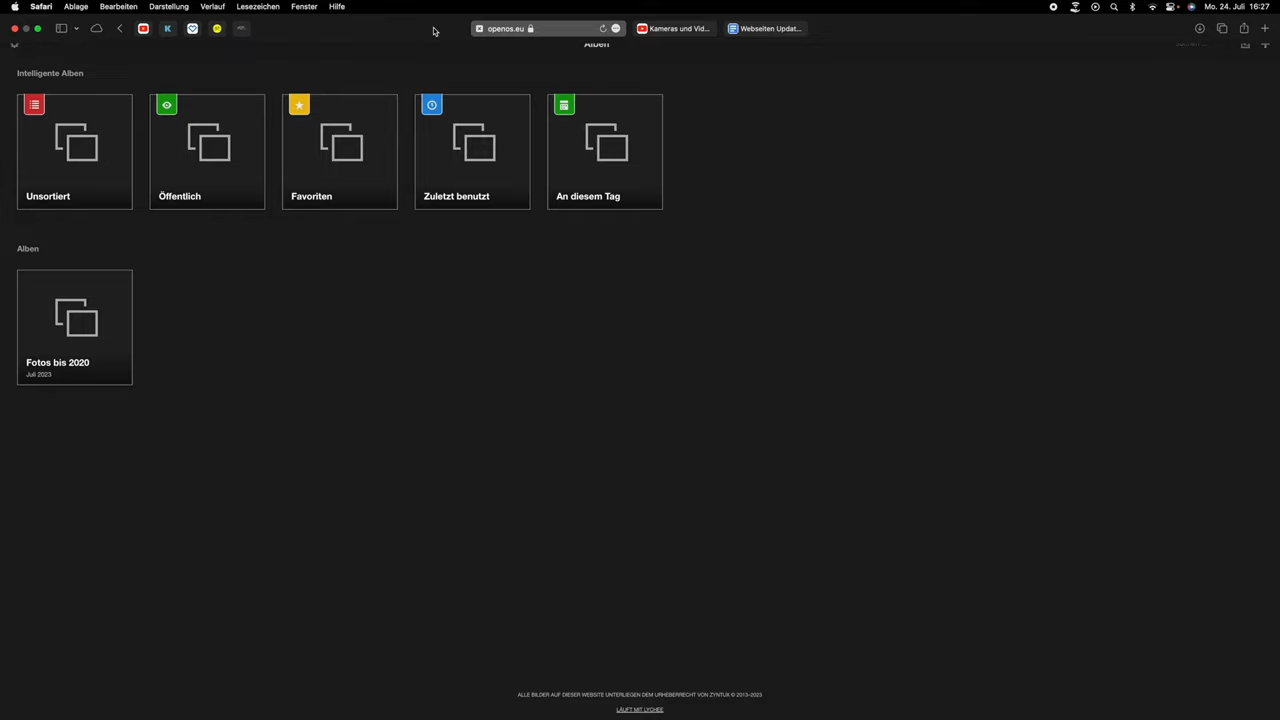 Safari Ablage Bearbeiten Darstellung Verlauf Lesezeichen Fenster Hilfe Mo. 24. Juli 16:27
openos.eu Kameras und Vid... Webseiten Updat...
Alben
Intelligente Alben
Unsortiert
Öffentlich
Favoriten
Zuletzt benutzt
An diesem Tag
Alben
Fotos bis 2020
Juli 2023
ALLE BILDER AUF DIESER WEBSITE UNTERLIEGEN DEM URHEBERRECHT VON ZYNTUX © 2013–2023
LÄUFT MIT LYCHEE